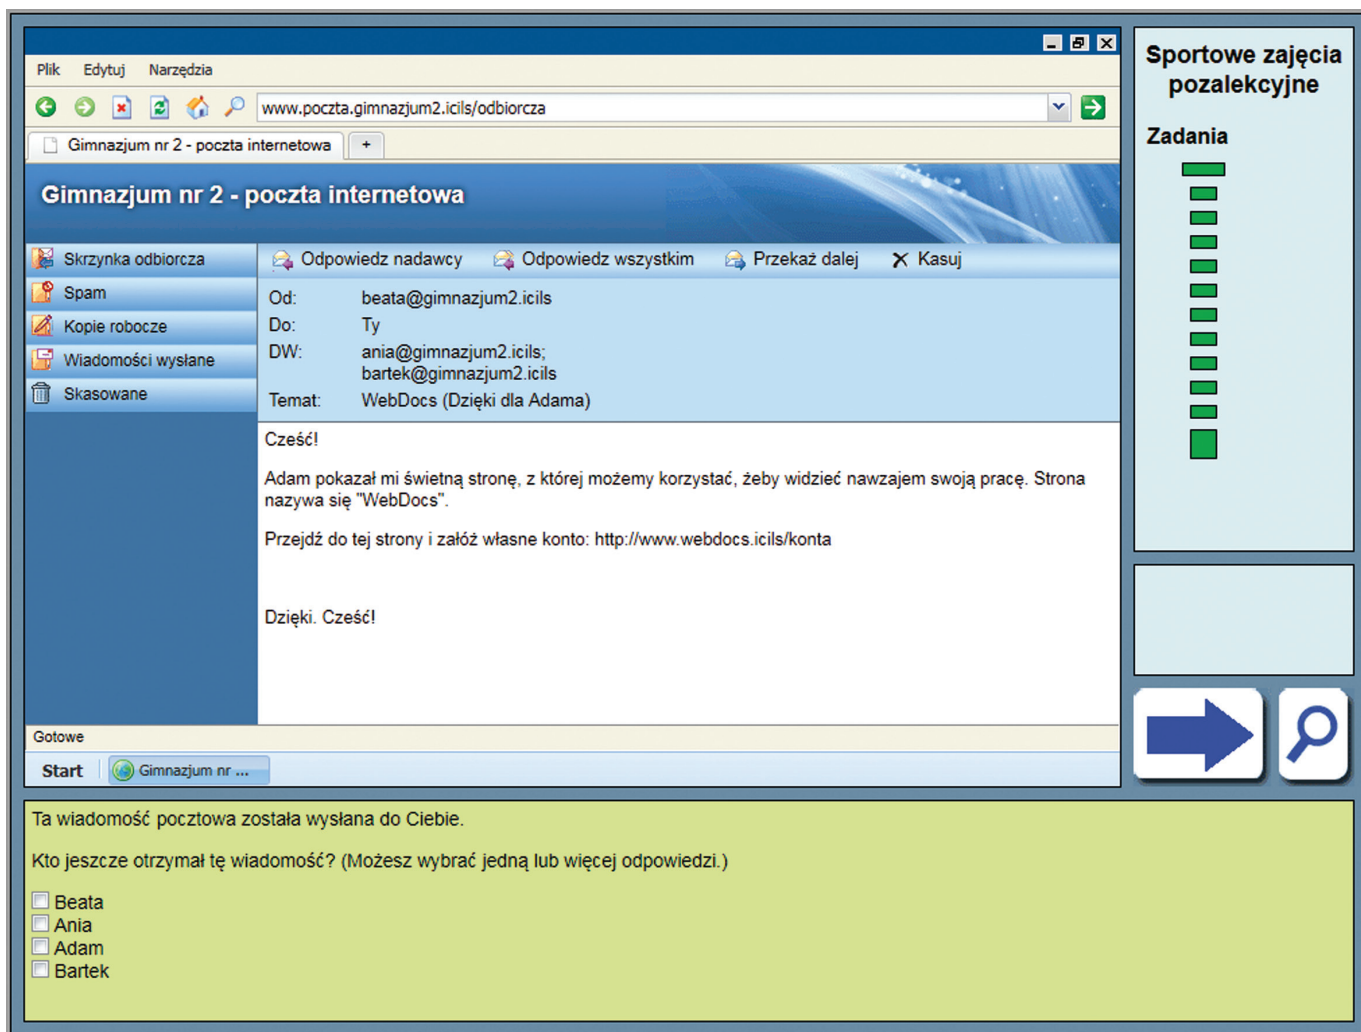 Plik Edytuj Narzędzia
www.poczta.gimnazjum2.icils/odbiorcza
Gimnazjum nr 2 - poczta internetowa +
Gimnazjum nr 2 - poczta internetowa
Skrzynka odbiorcza
Spam
Kopie robocze
Wiadomości wysłane
Skasowane
Odpowiedz nadawcy Odpowiedz wszystkim Przekaż dalej Kasuj
Od: beata@gimnazjum2.icils
Do: Ty
DW: ania@gimnazjum2.icils;
bartek@gimnazjum2.icils
Temat: WebDocs (Dzięki dla Adama)
Cześć!
Adam pokazał mi świetną stronę, z której możemy korzystać, żeby widzieć nawzajem swoją pracę. Strona
nazywa się "WebDocs".
Przejdź do tej strony i załóż własne konto: http://www.webdocs.icils/konta
Dzięki. Cześć!
Gotowe
Start Gimnazjum nr ...
Sportowe zajęcia
pozalekcyjne
Zadania
Ta wiadomość pocztowa została wysłana do Ciebie.
Kto jeszcze otrzymał tę wiadomość? (Możesz wybrać jedną lub więcej odpowiedzi.)
Beata
Ania
Adam
Bartek